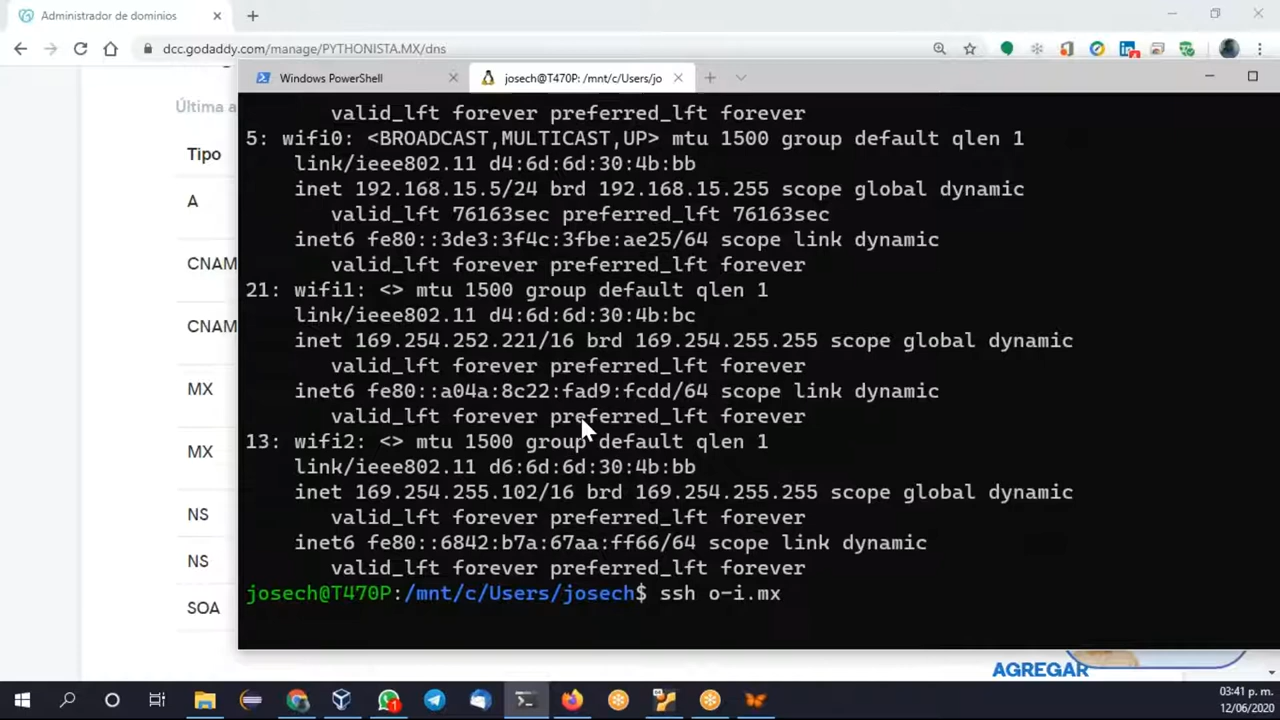 Administrador de dominios
dcc.godaddy.com/manage/PYTHONISTA.MX/dns
Windows PowerShell
josech@T470P: /mnt/c/Users/jo
Última a
Tipo
A
CNAM
CNAM
MX
MX
NS
NS
SOA
valid_lft forever preferred_lft forever
5: wifi0: <BROADCAST,MULTICAST,UP> mtu 1500 group default qlen 1
link/ieee802.11 d4:6d:6d:30:4b:bb
inet 192.168.15.5/24 brd 192.168.15.255 scope global dynamic
valid_lft 76163sec preferred_lft 76163sec
inet6 fe80::3de3:3f4c:3fbe:ae25/64 scope link dynamic
valid_lft forever preferred_lft forever
21: wifi1: <> mtu 1500 group default qlen 1
link/ieee802.11 d4:6d:6d:30:4b:bc
inet 169.254.252.221/16 brd 169.254.255.255 scope global dynamic
valid_lft forever preferred_lft forever
inet6 fe80::a04a:8c22:fad9:fcdd/64 scope link dynamic
valid_lft forever preferred_lft forever
13: wifi2: <> mtu 1500 group default qlen 1
link/ieee802.11 d6:6d:6d:30:4b:bb
inet 169.254.255.102/16 brd 169.254.255.255 scope global dynamic
valid_lft forever preferred_lft forever
inet6 fe80::6842:b7a:67aa:ff66/64 scope link dynamic
valid_lft forever preferred_lft forever
josech@T470P:/mnt/c/Users/josech$ ssh o-i.mx
AGREGAR
03:41 p. m.
12/06/2020